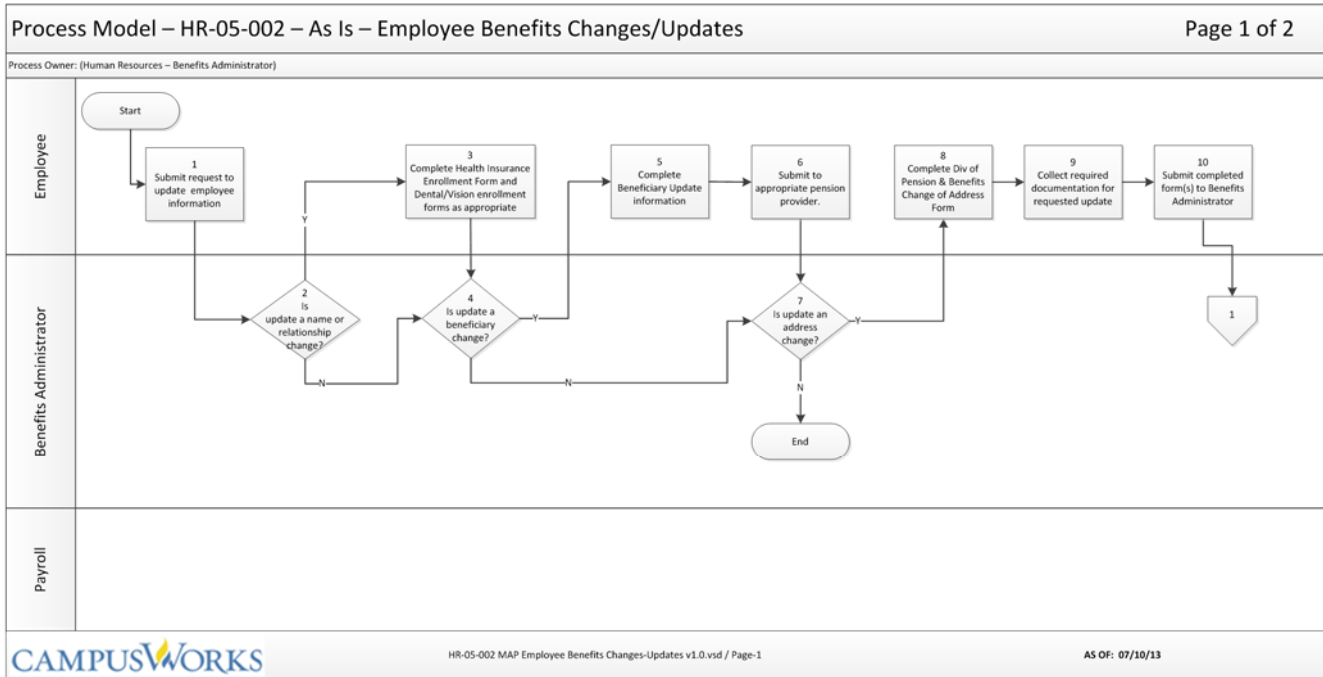 Process Model – HR-05-002 – As Is – Employee Benefits Changes/Updates
Page 1 of 2
Process Owner: (Human Resources – Benefits Administrator)
Employee
Start
1
Submit request to
update employee
information
3
Complete Health Insurance
Enrollment Form and
Dental/Vision enrollment
forms as appropriate
5
Complete
Beneficiary Update
information
6
Submit to
appropriate pension
provider.
8
Complete Div of
Pension & Benefits
Change of Address
Form
9
Collect required
documentation for
requested update
10
Submit completed
form(s) to Benefits
Administrator
Y
Benefits Administrator
2
Is
update a name or
relationship
change?
N
4
Is update a
beneficiary
change?
Y
N
7
Is update an
address
change?
Y
N
End
1
Payroll
CAMPUSWORKS
HR-05-002 MAP Employee Benefits Changes-Updates v1.0.vsd / Page-1
AS OF: 07/10/13